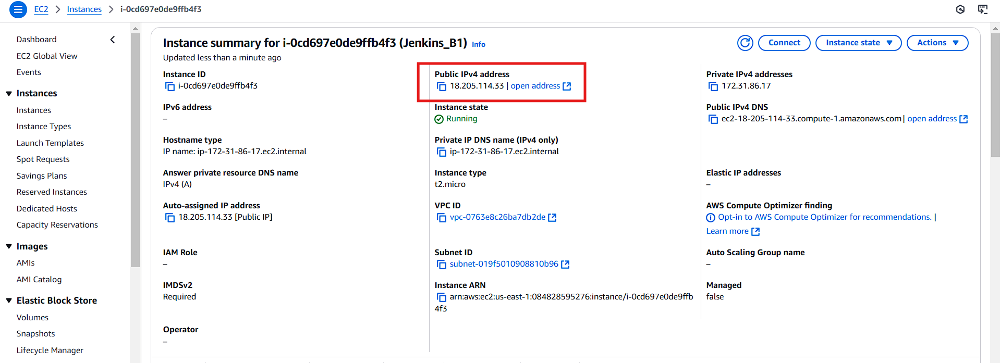 EC2 > Instances > i-0cd697e0de9ffb4f3
Dashboard
EC2 Global View
Events
Instances
Instances
Instance Types
Launch Templates
Spot Requests
Savings Plans
Reserved Instances
Dedicated Hosts
Capacity Reservations
Images
AMIs
AMI Catalog
Elastic Block Store
Volumes
Snapshots
Lifecycle Manager
Instance summary for i-0cd697e0de9ffb4f3 (Jenkins_B1) Info
Connect
Instance state
Actions
Updated less than a minute ago
Instance ID
i-0cd697e0de9ffb4f3
Public IPv4 address
18.205.114.33 | open address
Private IPv4 addresses
172.31.86.17
IPv6 address
–
Instance state
Running
Public IPv4 DNS
ec2-18-205-114-33.compute-1.amazonaws.com | open address
Hostname type
IP name: ip-172-31-86-17.ec2.internal
Private IP DNS name (IPv4 only)
ip-172-31-86-17.ec2.internal
Answer private resource DNS name
IPv4 (A)
Instance type
t2.micro
Elastic IP addresses
–
Auto-assigned IP address
18.205.114.33 [Public IP]
VPC ID
vpc-0763e8c26ba7db2de
AWS Compute Optimizer finding
Opt-in to AWS Compute Optimizer for recommendations. |
Learn more
IAM Role
–
Subnet ID
subnet-019f5010908810b96
Auto Scaling Group name
–
IMDSv2
Required
Instance ARN
arn:aws:ec2:us-east-1:084828595276:instance/i-0cd697e0de9ffb
4f3
Managed
false
Operator
–